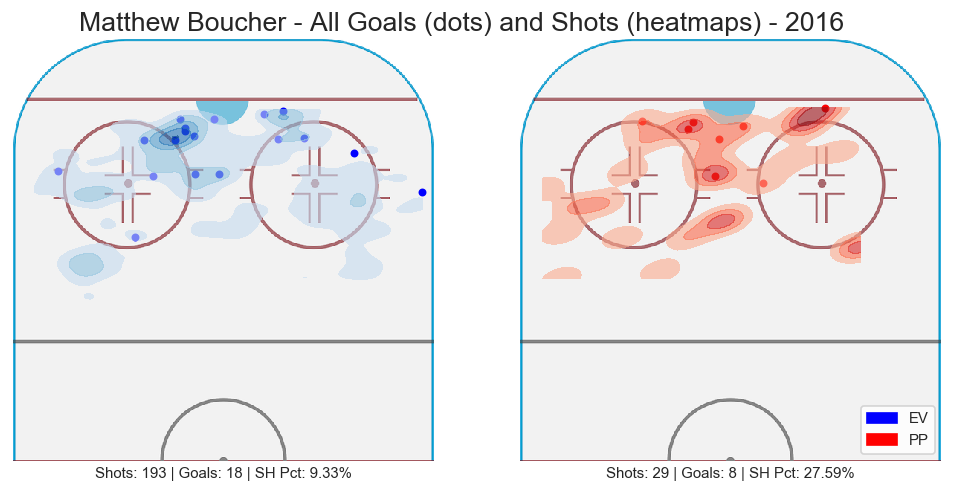 Matthew Boucher - All Goals (dots) and Shots (heatmaps) - 2016
EV
PP
Shots: 193 | Goals: 18 | SH Pct: 9.33%
Shots: 29 | Goals: 8 | SH Pct: 27.59%